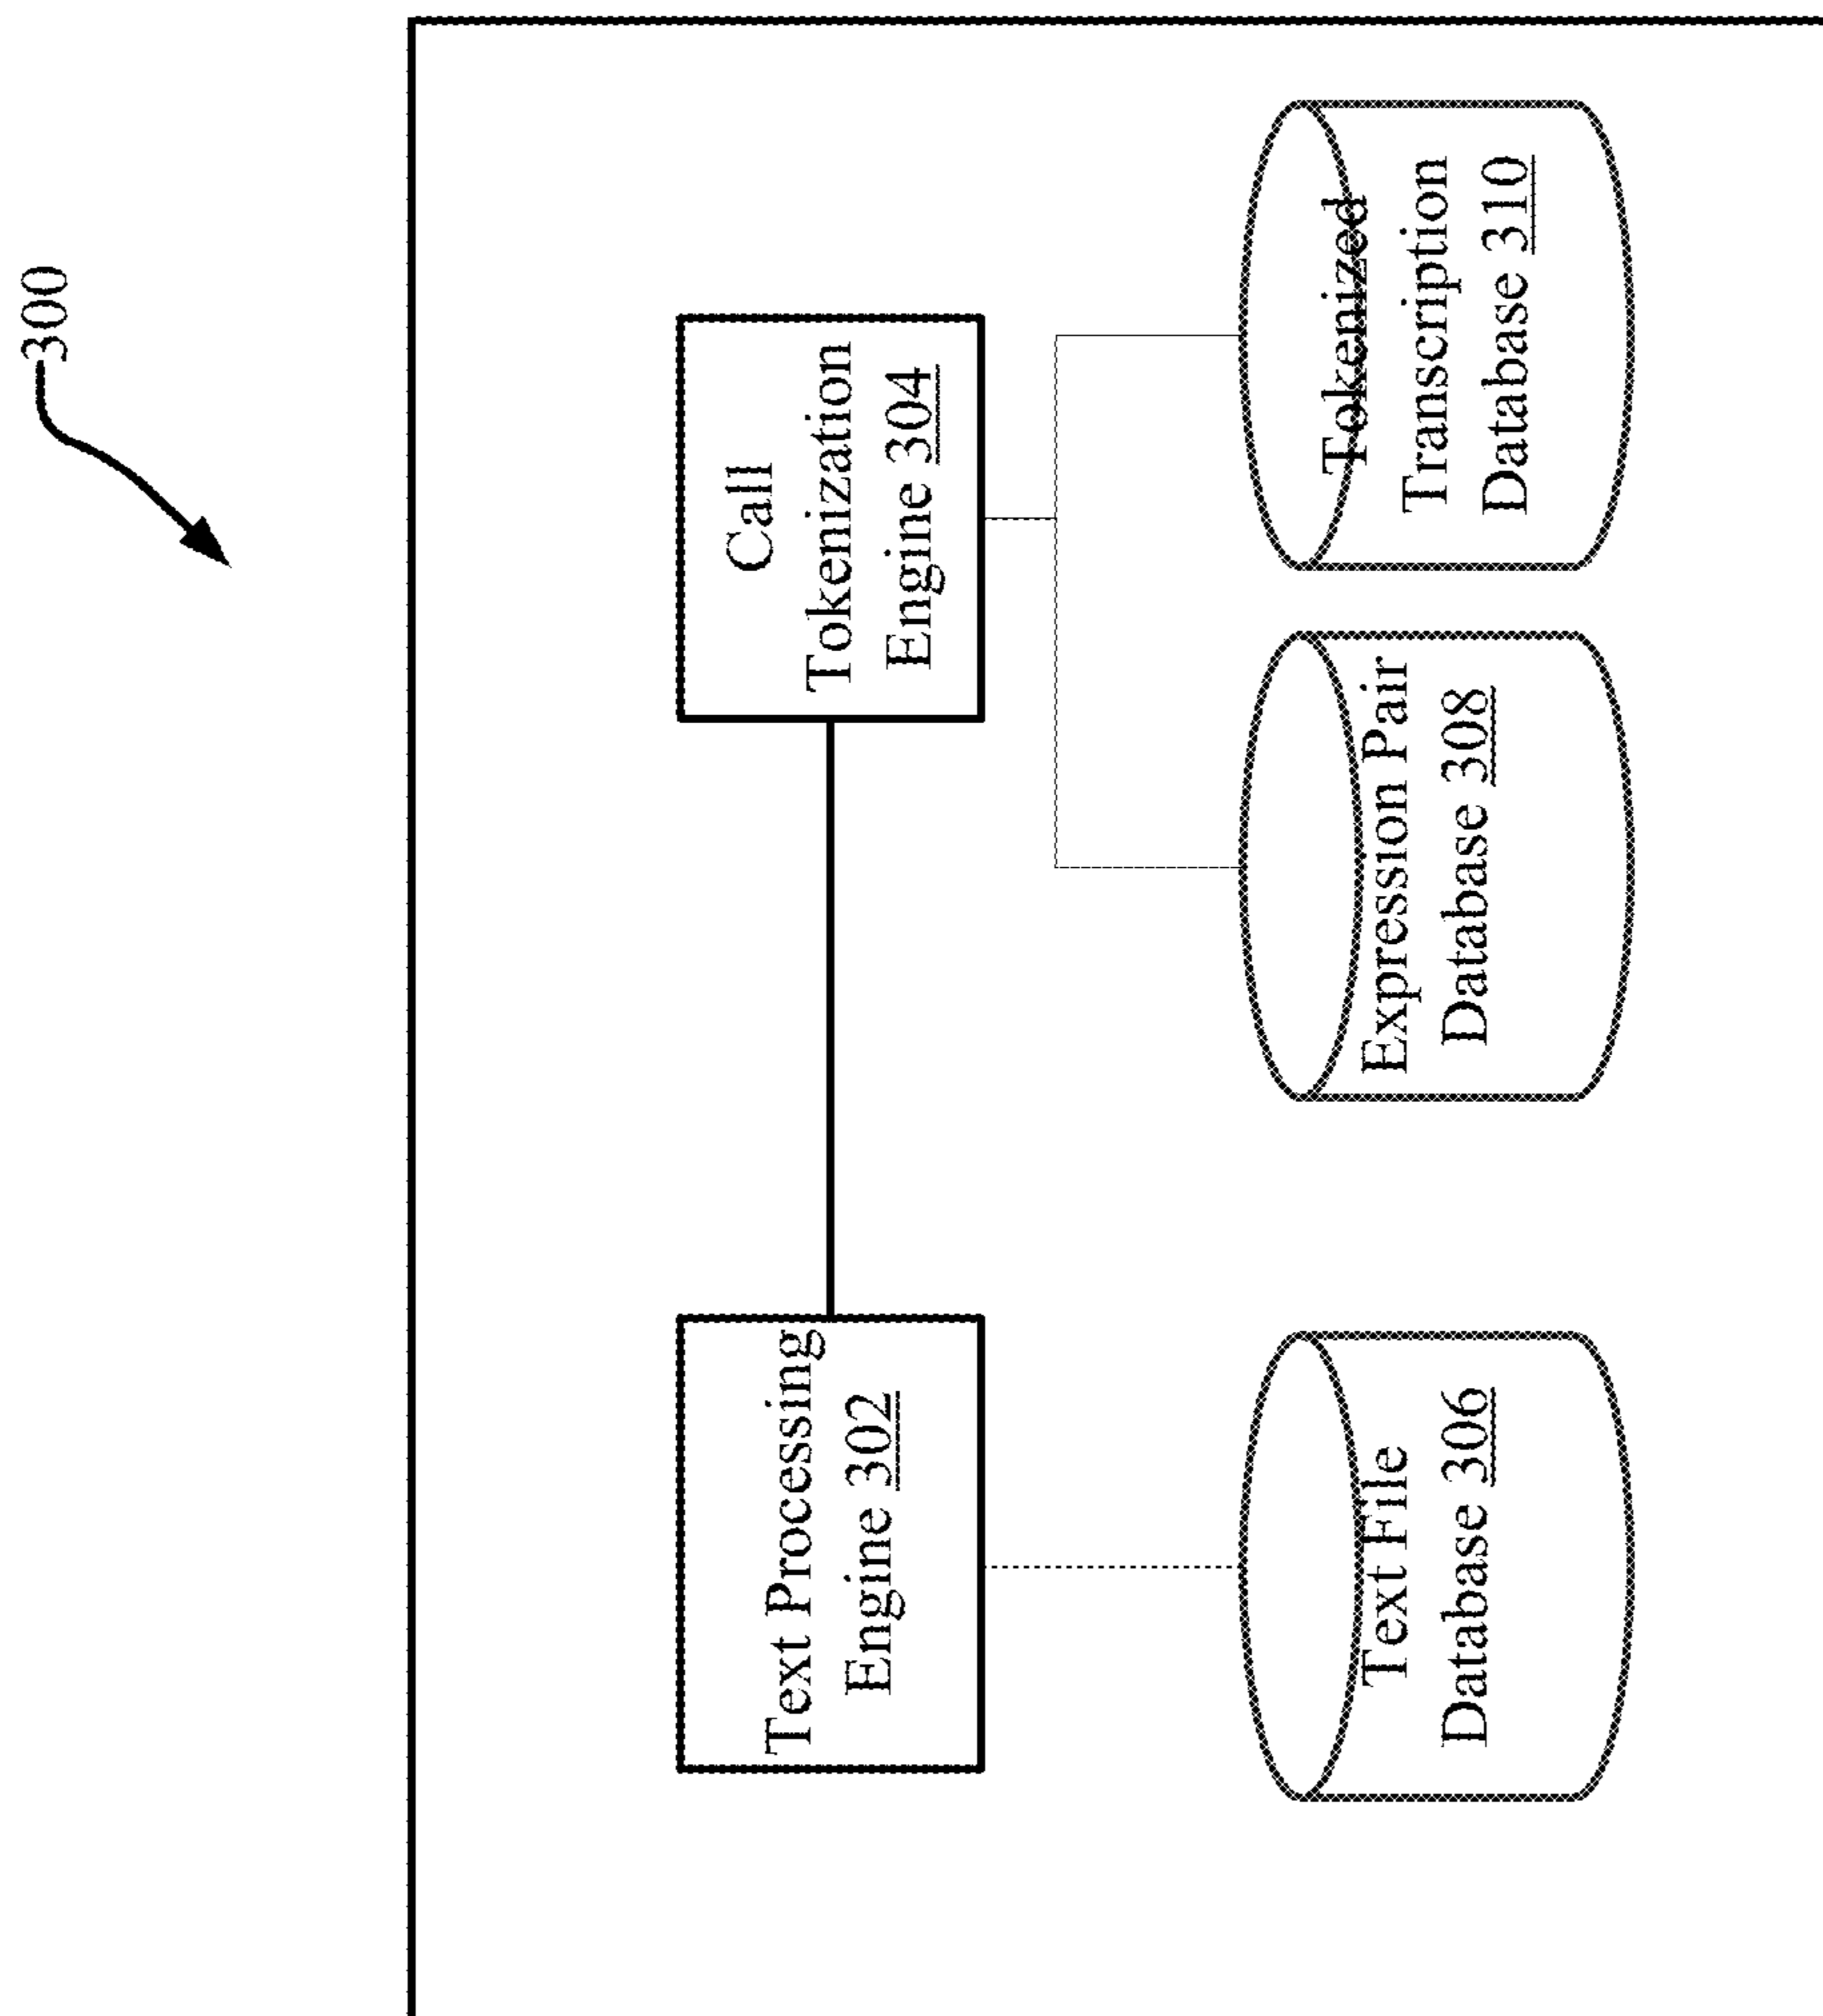 300
Text Processing
Engine 302
Call
Tokenization
Engine 304
Text File
Database 306
Expression Pair
Database 308
Tokenized
Transcription
Database 310